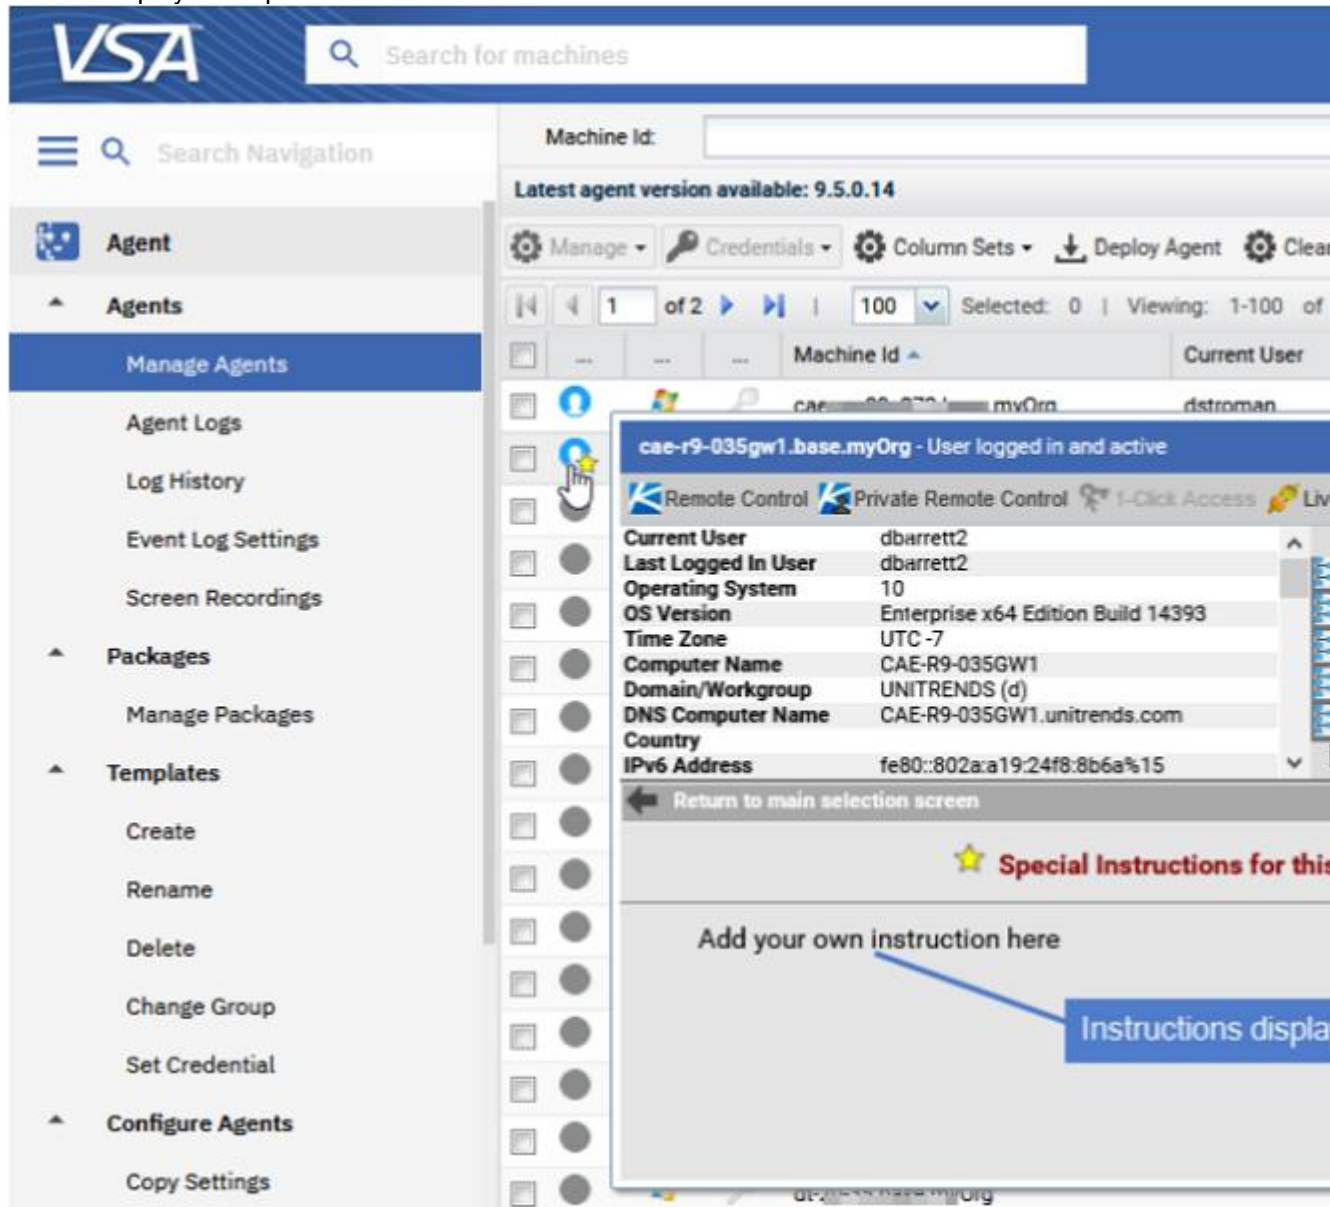 VSA
Search for machines
Search Navigation
Machine Id:
Latest agent version available: 9.5.0.14
Agent
Manage
Credentials
Column Sets
Deploy Agent
Clear
Agents
1 of 2
100
Selected: 0 | Viewing: 1-100 of
Manage Agents
... ... ... Machine Id
Current User
myOrg
dstroman
Agent Logs
cae-r9-035gw1.base.myOrg - User logged in and active
Log History
Remote Control
Private Remote Control
1-Click Access
Liv
Event Log Settings
Current User dbarrett2
Last Logged In User dbarrett2
Operating System 10
Screen Recordings
OS Version Enterprise x64 Edition Build 14393
Time Zone UTC -7
Packages
Computer Name CAE-R9-035GW1
Domain/Workgroup UNITRENDS (d)
Manage Packages
DNS Computer Name CAE-R9-035GW1.unitrends.com
Country
IPv6 Address fe80::802a:a19:24f8:8b6a%15
Templates
Return to main selection screen
Create
Special Instructions for this
Rename
Delete
Add your own instruction here
Change Group
Instructions displa
Set Credential
Configure Agents
Copy Settings